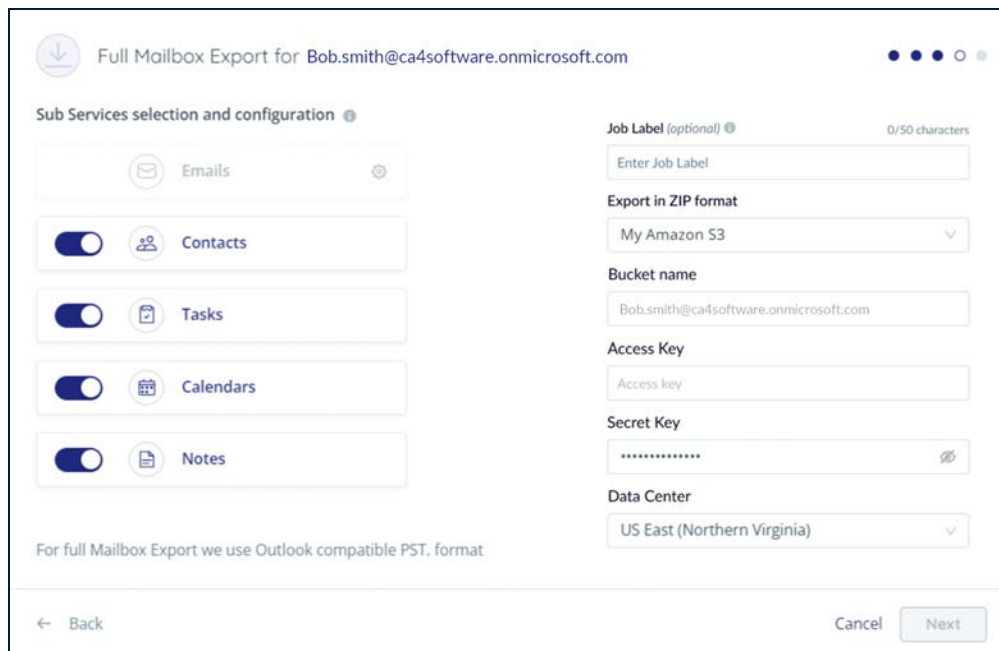 Full Mailbox Export for Bob.smith@ca4software.onmicrosoft.com
Sub Services selection and configuration
Emails
Contacts
Tasks
Calendars
Notes
For full Mailbox Export we use Outlook compatible PST. format
Job Label (optional) 0/50 characters
Enter Job Label
Export in ZIP format
My Amazon S3
Bucket name
Bob.smith@ca4software.onmicrosoft.com
Access Key
Access key
Secret Key
••••••••••••••
Data Center
US East (Northern Virginia)
← Back
Cancel
Next